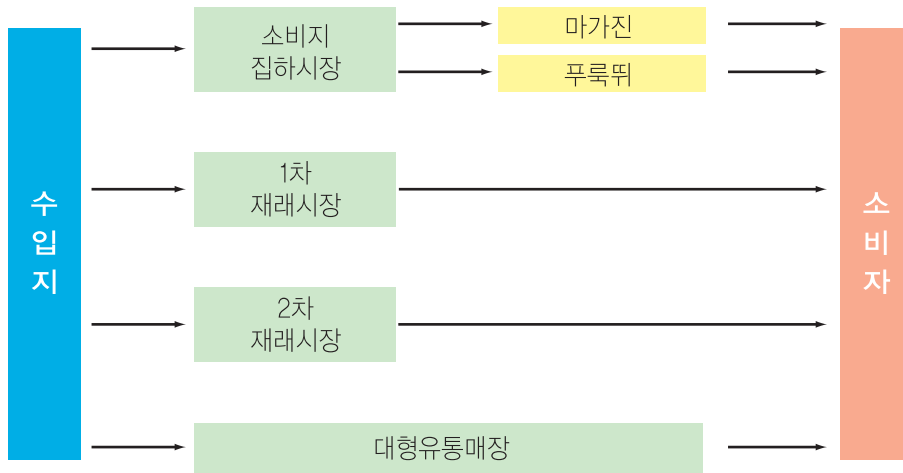 수입지
소비지
집하시장
마가진
푸룩뛰
1차
재래시장
2차
재래시장
대형유통매장
소비자